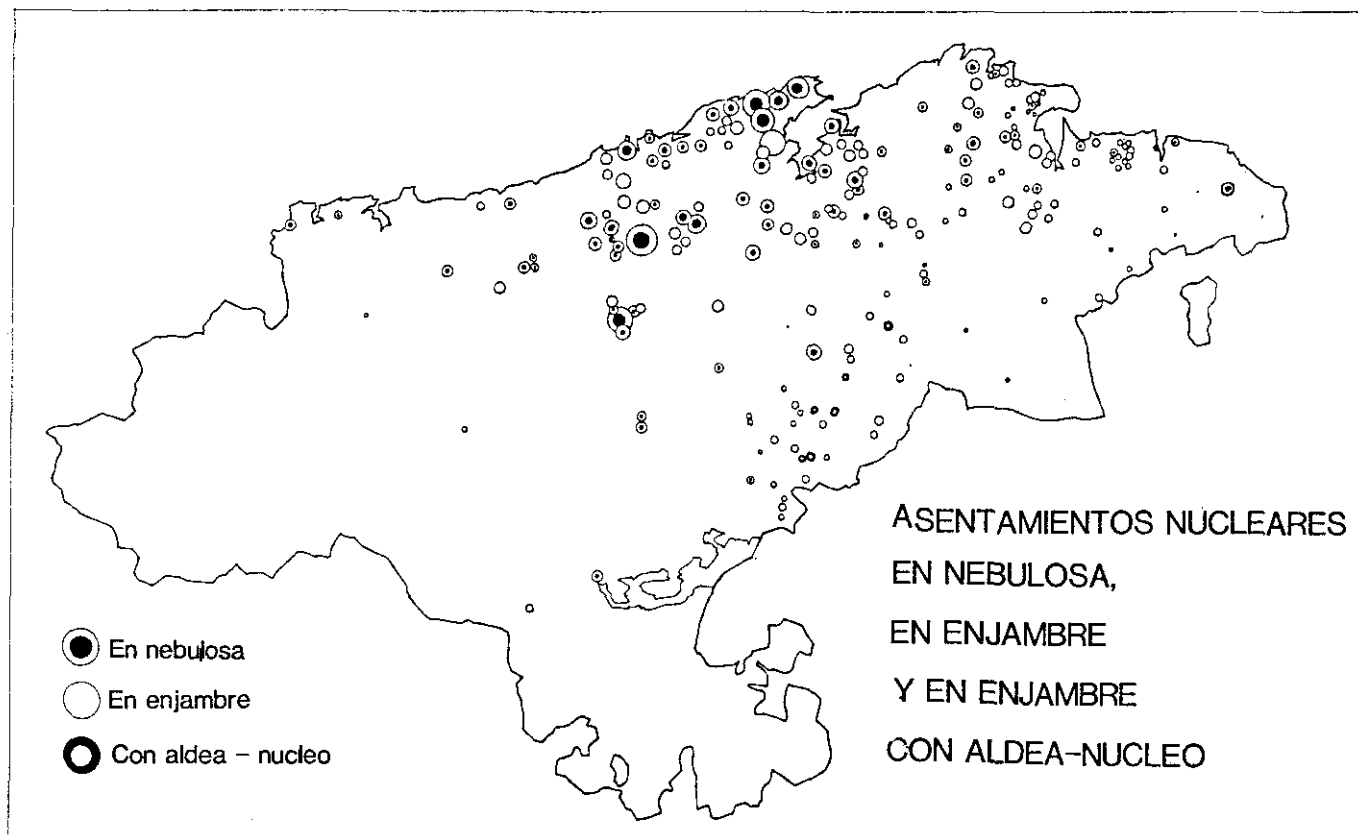 ASENTAMIENTOS NUCLEARES
EN NEBULOSA,
EN ENJAMBRE
Y EN ENJAMBRE
CON ALDEA-NUCLEO
En nebulosa
En enjambre
Con aldea - nucleo